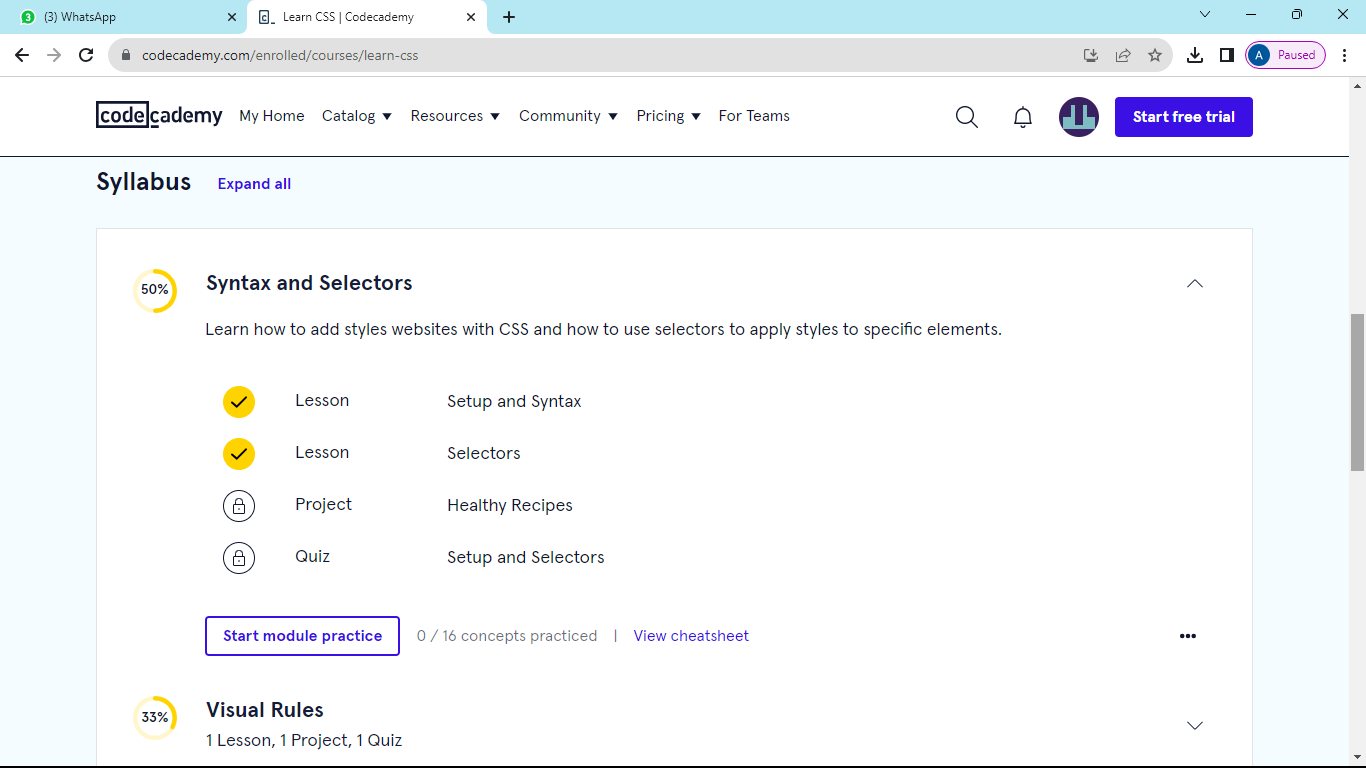 3 (3) WhatsApp
c_ Learn CSS | Codecademy
codecademy.com/enrolled/courses/learn-css
A Paused
codecademy My Home Catalog Resources Community Pricing For Teams Start free trial
Syllabus Expand all
50% Syntax and Selectors
Learn how to add styles websites with CSS and how to use selectors to apply styles to specific elements.
Lesson Setup and Syntax
Lesson Selectors
Project Healthy Recipes
Quiz Setup and Selectors
Start module practice 0 / 16 concepts practiced | View cheatsheet
33% Visual Rules
1 Lesson, 1 Project, 1 Quiz